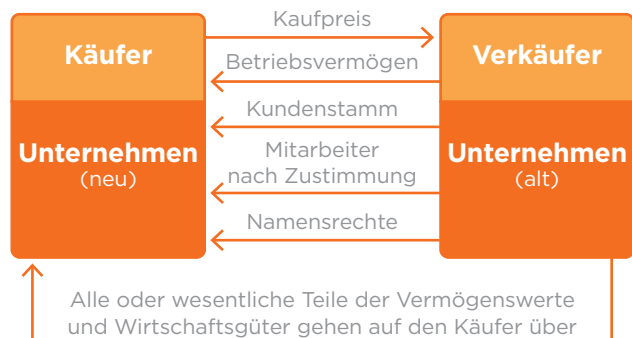 Kaufpreis
Käufer
Verkäufer
Betriebsvermögen
Kundenstamm
Unternehmen
(neu)
Mitarbeiter
nach Zustimmung
Unternehmen
(alt)
Namensrechte
Alle oder wesentliche Teile der Vermögenswerte
und Wirtschaftsgüter gehen auf den Käufer über